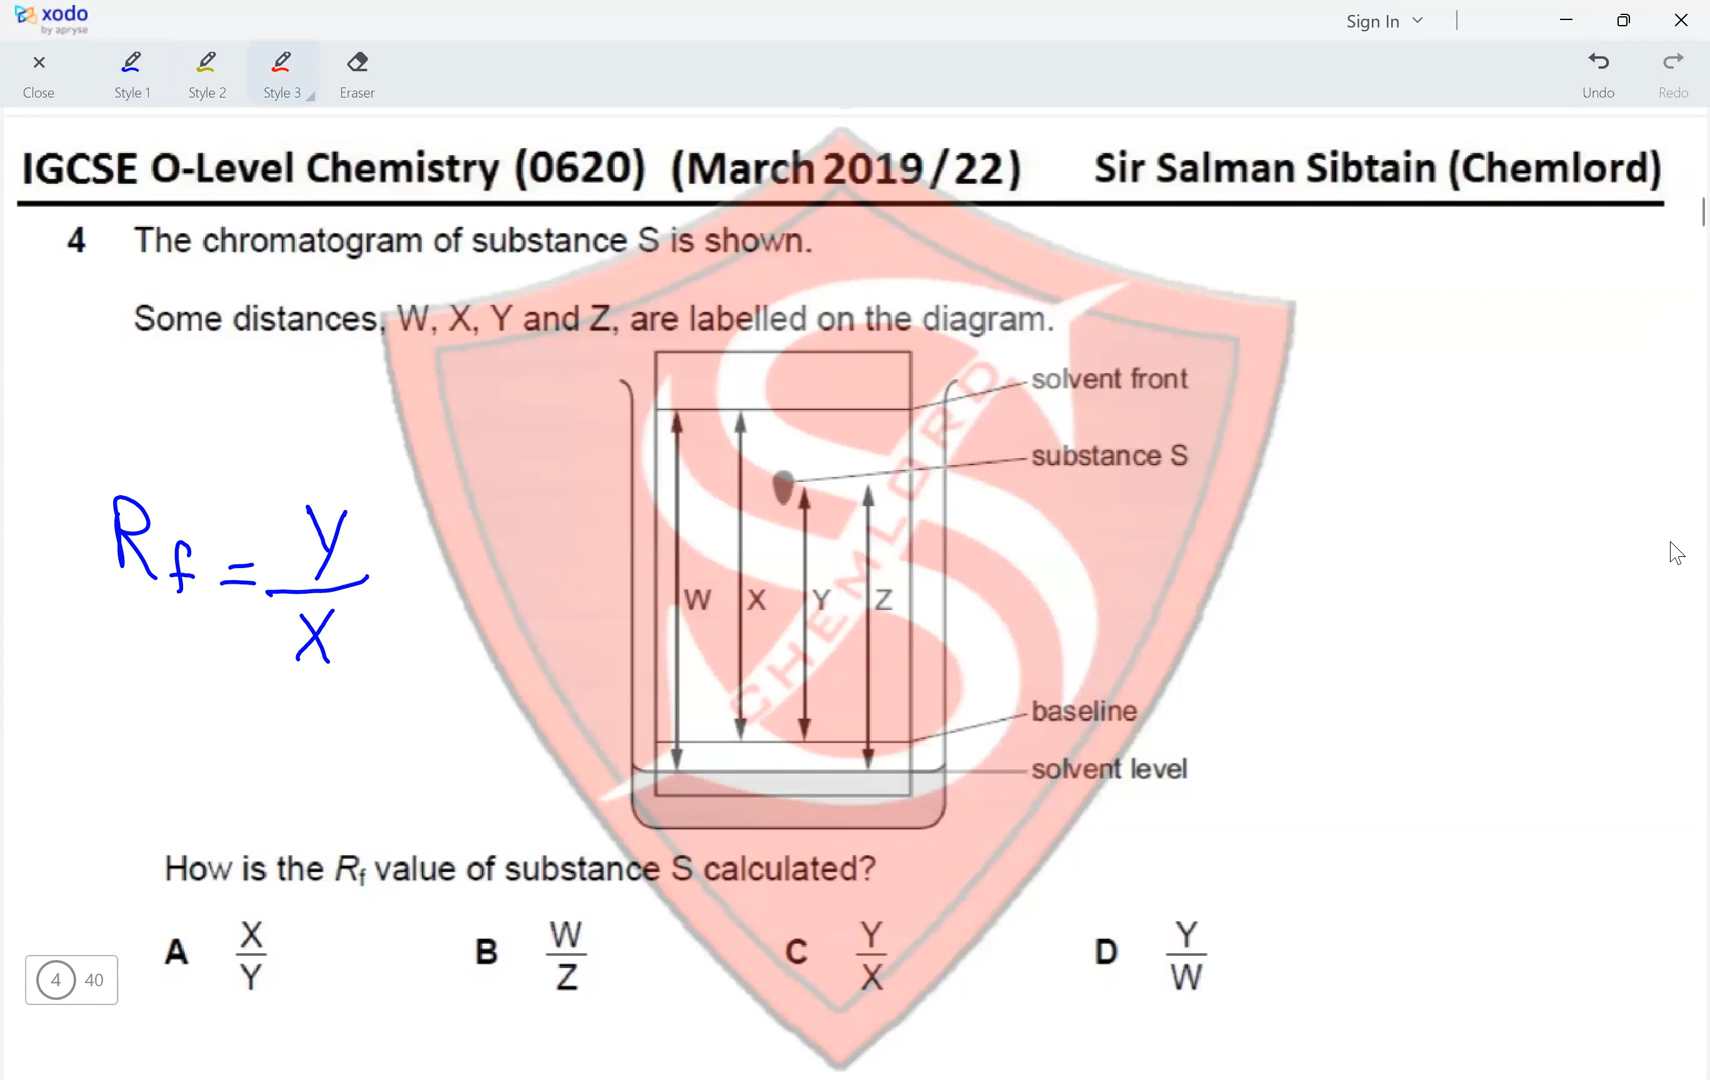 xodo
by apryse
Sign In
Close
Style 1
Style 2
Style 3
Eraser
Undo
Redo
IGCSE O-Level Chemistry (0620) (March 2019/22) Sir Salman Sibtain (Chemlord)
4 The chromatogram of substance S is shown.
Some distances, W, X, Y and Z, are labelled on the diagram.
solvent front
substance S
W X Y Z
CHEMLORD
baseline
solvent level
Rf = Y/X
How is the Rf value of substance S calculated?
A X/Y B W/Z C Y/X D Y/W
4 40